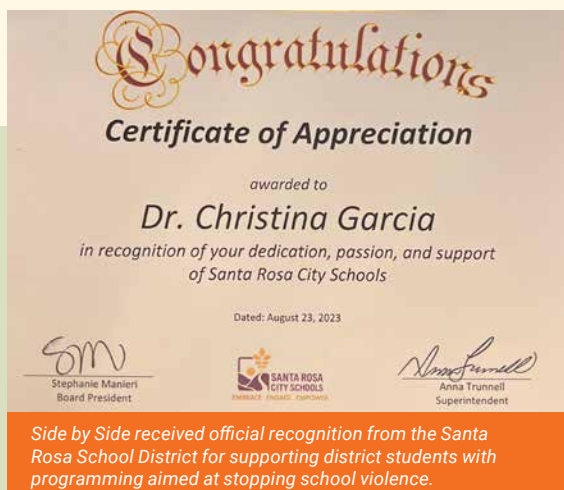 Congratulations
Certificate of Appreciation
awarded to
Dr. Christina Garcia
in recognition of your dedication, passion, and support
of Santa Rosa City Schools
Dated: August 23, 2023
Stephanie Manieri
Board President
SANTA ROSA
CITY SCHOOLS
EMBRACE ENGAGE EMPOWER
Anna Trunnell
Superintendent
Side by Side received official recognition from the Santa
Rosa School District for supporting district students with
programming aimed at stopping school violence.